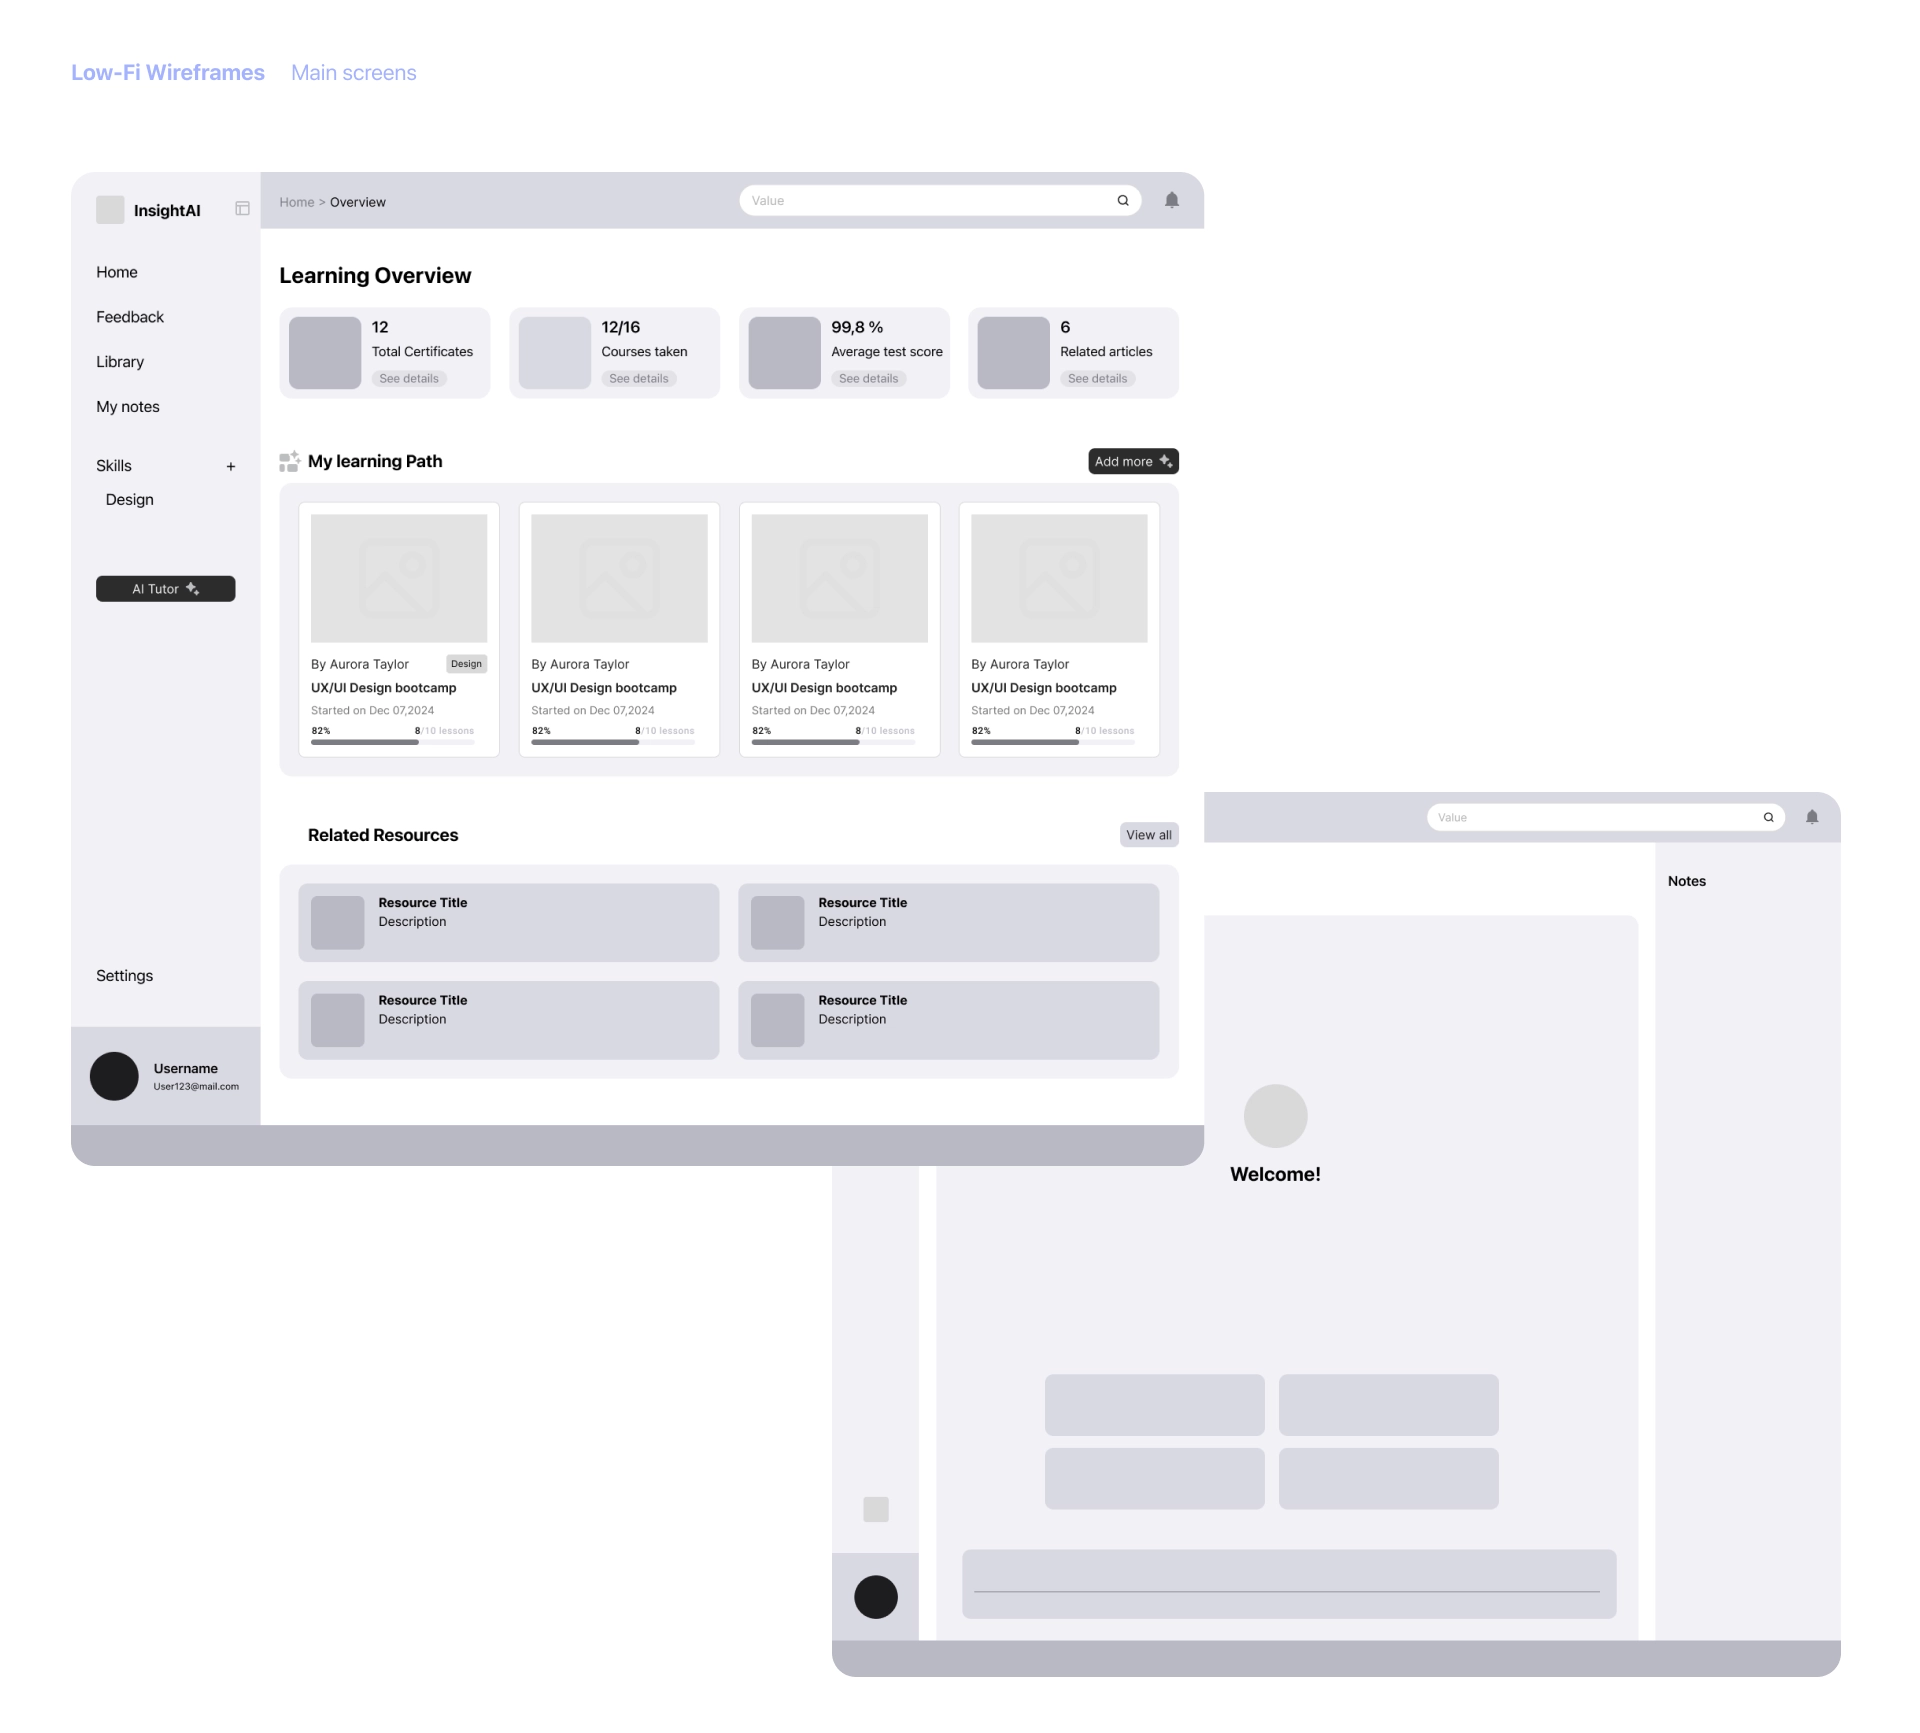 Low-Fi Wireframes Main screens
InsightAI
Home
Feedback
Library
My notes
Skills +
Design
AI Tutor
Settings
Username
User123@mail.com
Home > Overview
Value
Learning Overview
12
Total Certificates
See details
12/16
Courses taken
See details
99,8 %
Average test score
See details
6
Related articles
See details
My learning Path
Add more
By Aurora Taylor Design
UX/UI Design bootcamp
Started on Dec 07,2024
82% 8/10 lessons
By Aurora Taylor
UX/UI Design bootcamp
Started on Dec 07,2024
82% 8/10 lessons
By Aurora Taylor
UX/UI Design bootcamp
Started on Dec 07,2024
82% 8/10 lessons
By Aurora Taylor
UX/UI Design bootcamp
Started on Dec 07,2024
82% 8/10 lessons
Related Resources
View all
Resource Title
Description
Resource Title
Description
Resource Title
Description
Resource Title
Description
Value
Notes
Welcome!